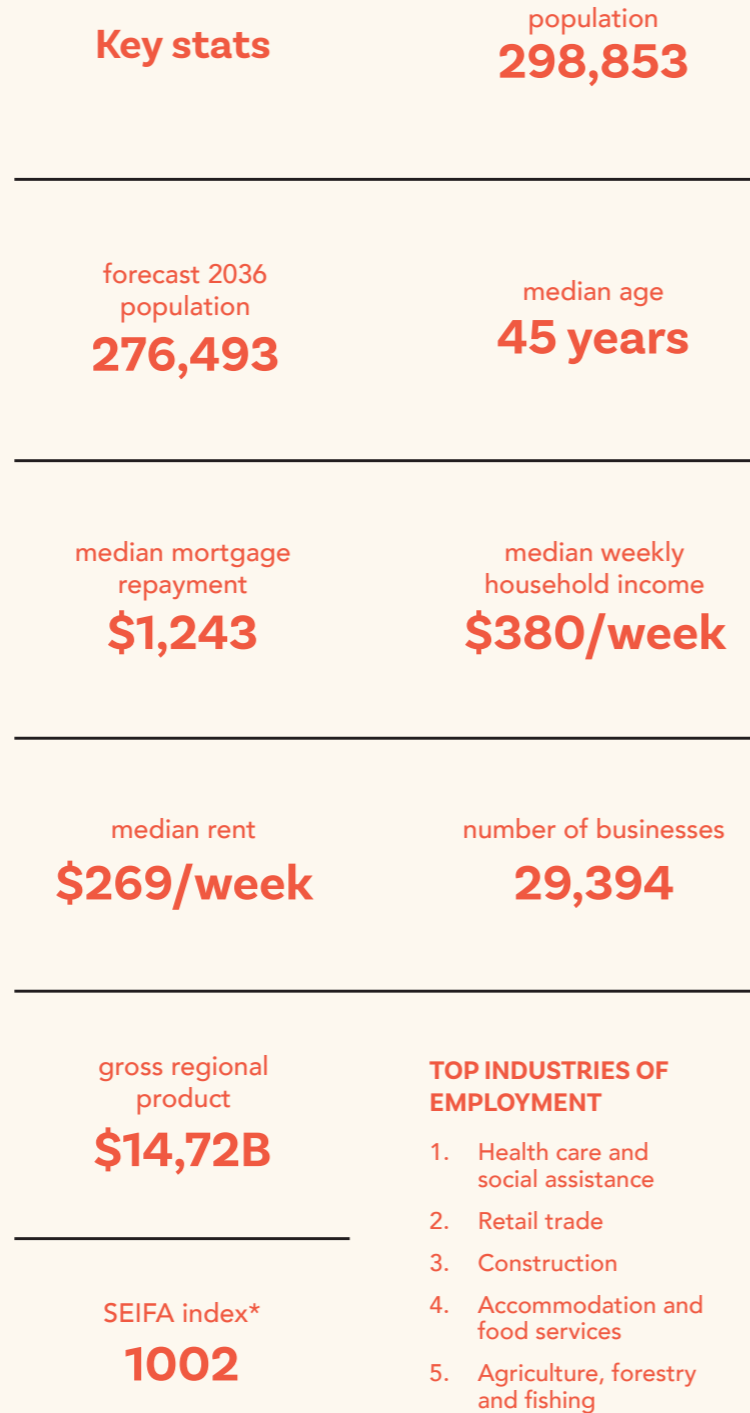 Key stats
population
298,853
forecast 2036
population
276,493
median age
45 years
median mortgage
repayment
$1,243
median weekly
household income
$380/week
median rent
$269/week
number of businesses
29,394
gross regional
product
$14,72B
SEIFA index*
1002
TOP INDUSTRIES OF
EMPLOYMENT
1. Health care and
social assistance
2. Retail trade
3. Construction
4. Accommodation and
food services
5. Agriculture, forestry
and fishing